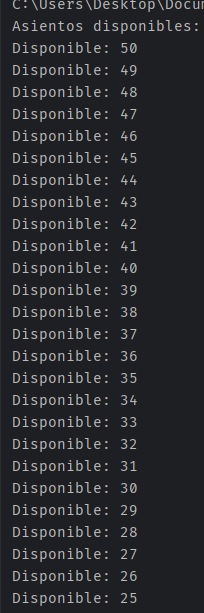 C:\Users\Desktop\Docum
Asientos disponibles:
Disponible: 50
Disponible: 49
Disponible: 48
Disponible: 47
Disponible: 46
Disponible: 45
Disponible: 44
Disponible: 43
Disponible: 42
Disponible: 41
Disponible: 40
Disponible: 39
Disponible: 38
Disponible: 37
Disponible: 36
Disponible: 35
Disponible: 34
Disponible: 33
Disponible: 32
Disponible: 31
Disponible: 30
Disponible: 29
Disponible: 28
Disponible: 27
Disponible: 26
Disponible: 25